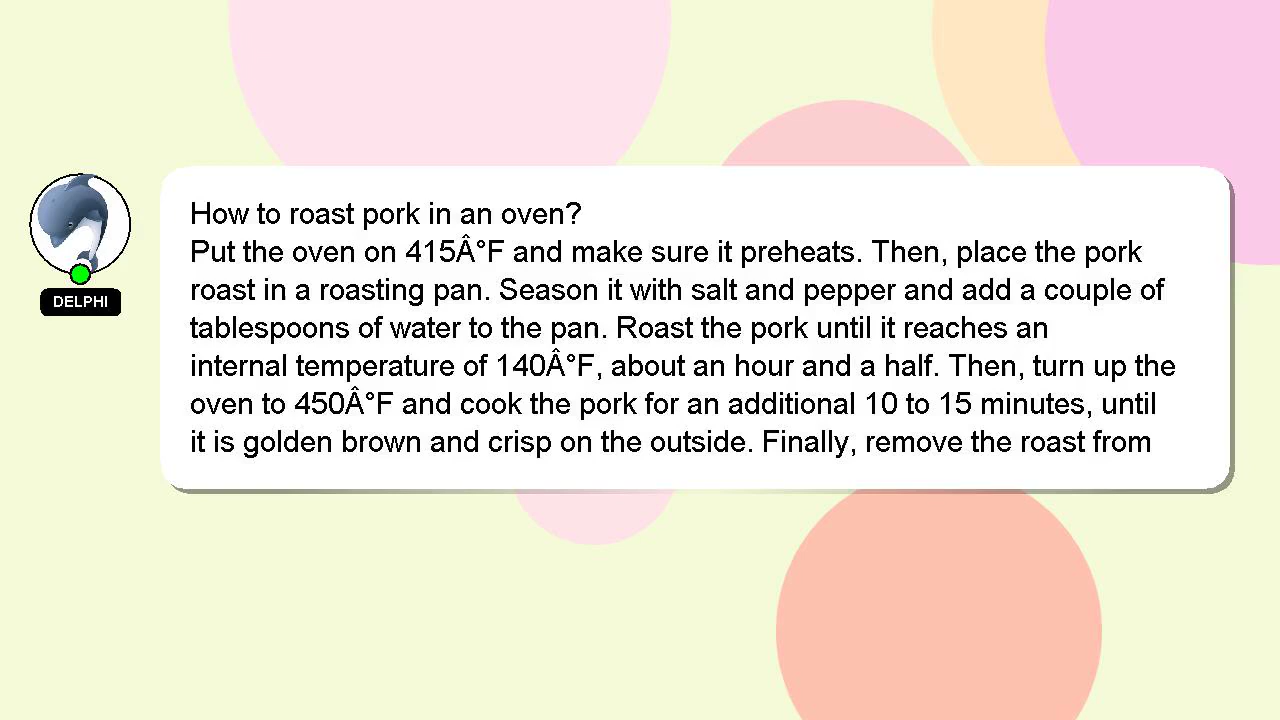 How to roast pork in an oven?
Put the oven on 415Â°F and make sure it preheats. Then, place the pork
roast in a roasting pan. Season it with salt and pepper and add a couple of
tablespoons of water to the pan. Roast the pork until it reaches an
internal temperature of 140Â°F, about an hour and a half. Then, turn up the
oven to 450Â°F and cook the pork for an additional 10 to 15 minutes, until
it is golden brown and crisp on the outside. Finally, remove the roast from
DELPHI